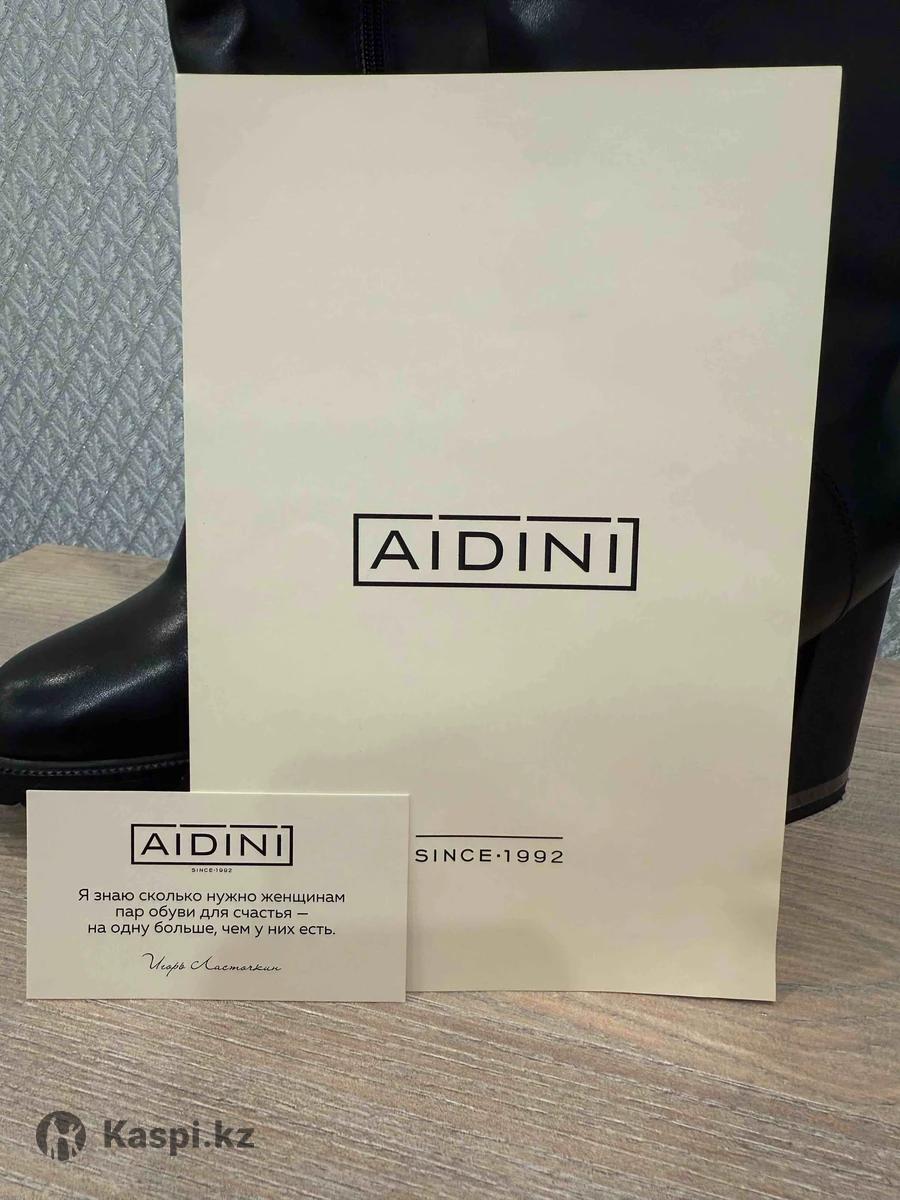 AIDINI
SINCE·1992
AIDINI
SINCE·1992
Я знаю сколько нужно женщинам
пар обуви для счастья —
на одну больше, чем у них есть.
Игорь Ласточкин
Kaspi.kz